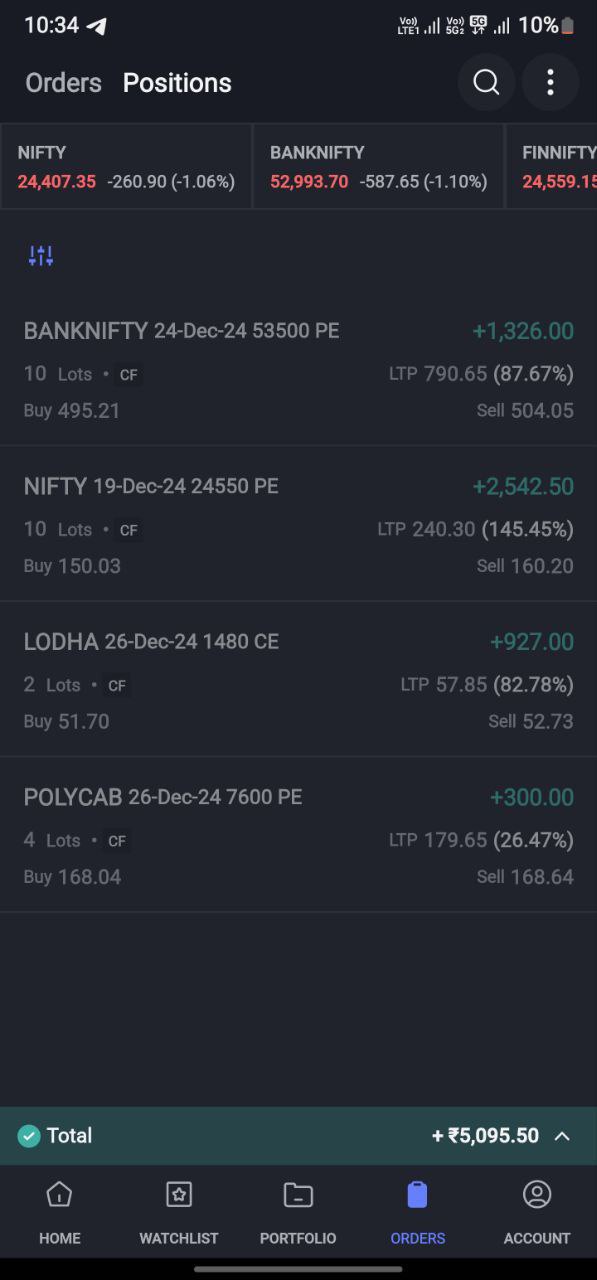 10:34 Vo)) LTE1 Vo)) 5G2 5G 10%
Orders Positions
NIFTY BANKNIFTY FINNIFTY
24,407.35 -260.90 (-1.06%) 52,993.70 -587.65 (-1.10%) 24,559.15
BANKNIFTY 24-Dec-24 53500 PE +1,326.00
10 Lots • CF LTP 790.65 (87.67%)
Buy 495.21 Sell 504.05
NIFTY 19-Dec-24 24550 PE +2,542.50
10 Lots • CF LTP 240.30 (145.45%)
Buy 150.03 Sell 160.20
LODHA 26-Dec-24 1480 CE +927.00
2 Lots • CF LTP 57.85 (82.78%)
Buy 51.70 Sell 52.73
POLYCAB 26-Dec-24 7600 PE +300.00
4 Lots • CF LTP 179.65 (26.47%)
Buy 168.04 Sell 168.64
Total + ₹5,095.50
HOME WATCHLIST PORTFOLIO ORDERS ACCOUNT